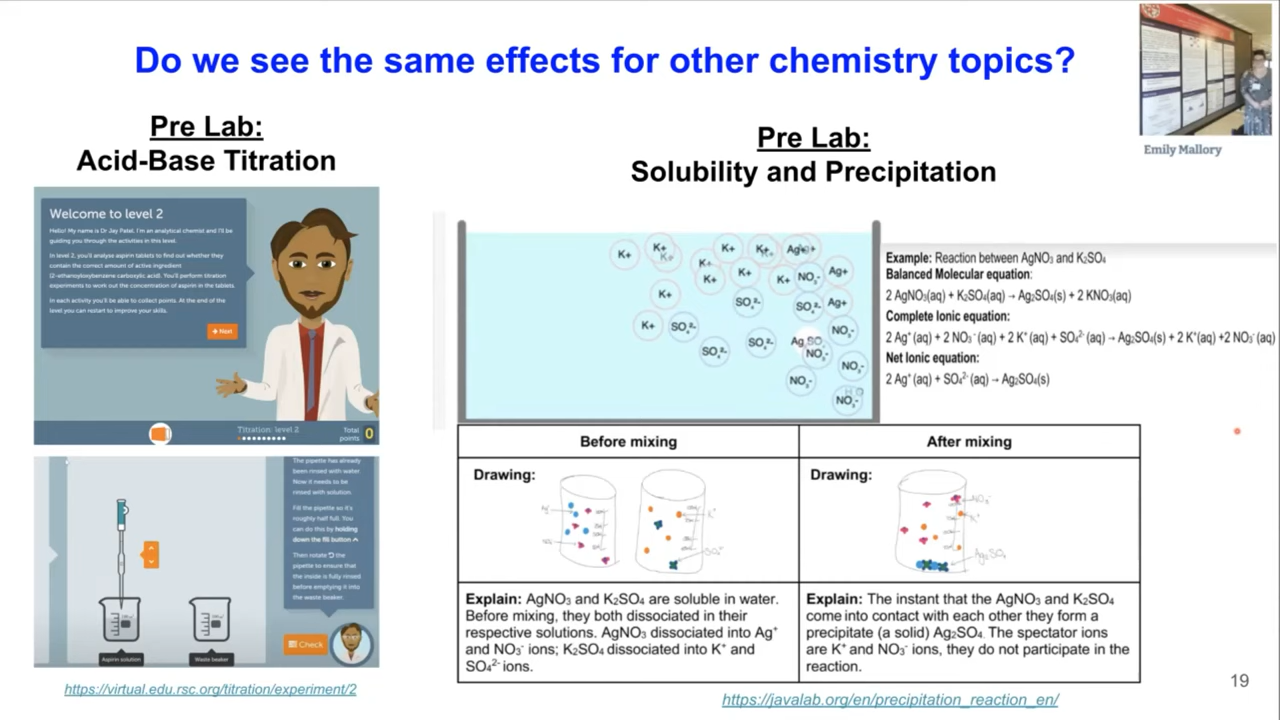 Do we see the same effects for other chemistry topics?
Emily Mallory
Pre Lab:
Acid-Base Titration
Welcome to level 2
Hello! My name is Dr Jay Patel. I'm an analytical chemist and I'll be
guiding you through the activities in this level.
In level 2, you'll analyse aspirin tablets to find out whether they
contain the correct amount of active ingredient
(2-ethanoyloxybenzene carboxylic acid). You'll perform titration
experiments to work out the concentration of aspirin in the tablets.
In each activity you'll be able to collect points. At the end of the
level you can restart to improve your skills.
Next
Titration: level 2
Total
points:
0
The pipette has already
been rinsed with water.
Now it needs to be
rinsed with solution.
Fill the pipette so it's
roughly half full. You
can do this by holding
down the fill button
Then rotate the
pipette to ensure that
the inside is fully rinsed
before emptying it into
the waste beaker.
Check
Aspirin solution
Waste beaker
https://virtual.edu.rsc.org/titration/experiment/2
Pre Lab:
Solubility and Precipitation
K+ K+ K+ K+ K+
K+ K+ K+ NO₃- Ag+
K+ SO₄²- SO₄²- Ag+
K+ SO₄²- SO₄²- NO₃-
SO₄²- NO₃- NO₃-
NO₃- NO₃-
Example: Reaction between AgNO₃ and K₂SO₄
Balanced Molecular equation:
2 AgNO₃(aq) + K₂SO₄(aq) → Ag₂SO₄(s) + 2 KNO₃(aq)
Complete Ionic equation:
2 Ag⁺(aq) + 2 NO₃⁻(aq) + 2 K⁺(aq) + SO₄²⁻(aq) → Ag₂SO₄(s) + 2 K⁺(aq) +2 NO₃⁻(aq)
Net Ionic equation:
2 Ag⁺(aq) + SO₄²⁻(aq) → Ag₂SO₄(s)
Before mixing
After mixing
Drawing:
Drawing:
Explain: AgNO₃ and K₂SO₄ are soluble in water.
Before mixing, they both dissociated in their
respective solutions. AgNO₃ dissociated into Ag⁺
and NO₃⁻ ions; K₂SO₄ dissociated into K⁺ and
SO₄²⁻ ions.
Explain: The instant that the AgNO₃ and K₂SO₄
come into contact with each other they form a
precipitate (a solid) Ag₂SO₄. The spectator ions
are K⁺ and NO₃⁻ ions, they do not participate in the
reaction.
https://javalab.org/en/precipitation_reaction_en/
19